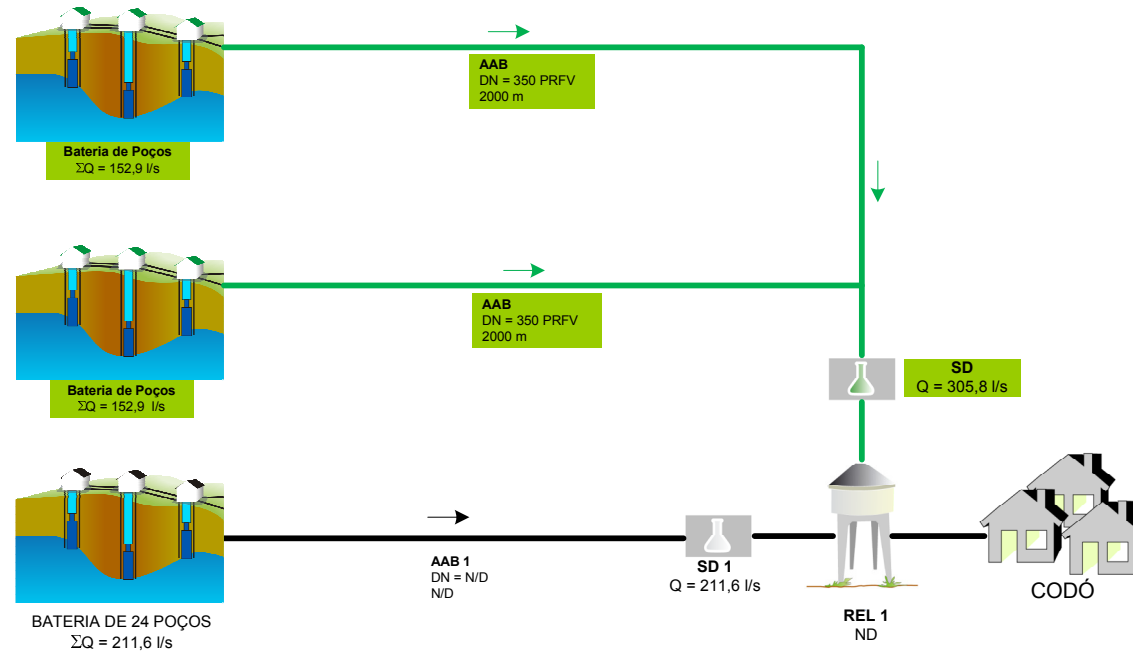 AAB
DN = 350 PRFV
2000 m
Bateria de Poços
ΣQ = 152,9 l/s
AAB
DN = 350 PRFV
2000 m
SD
Q = 305,8 l/s
Bateria de Poços
ΣQ = 152,9 l/s
AAB 1
DN = N/D
N/D
SD 1
Q = 211,6 l/s
REL 1
ND
CODÓ
BATERIA DE 24 POÇOS
ΣQ = 211,6 l/s